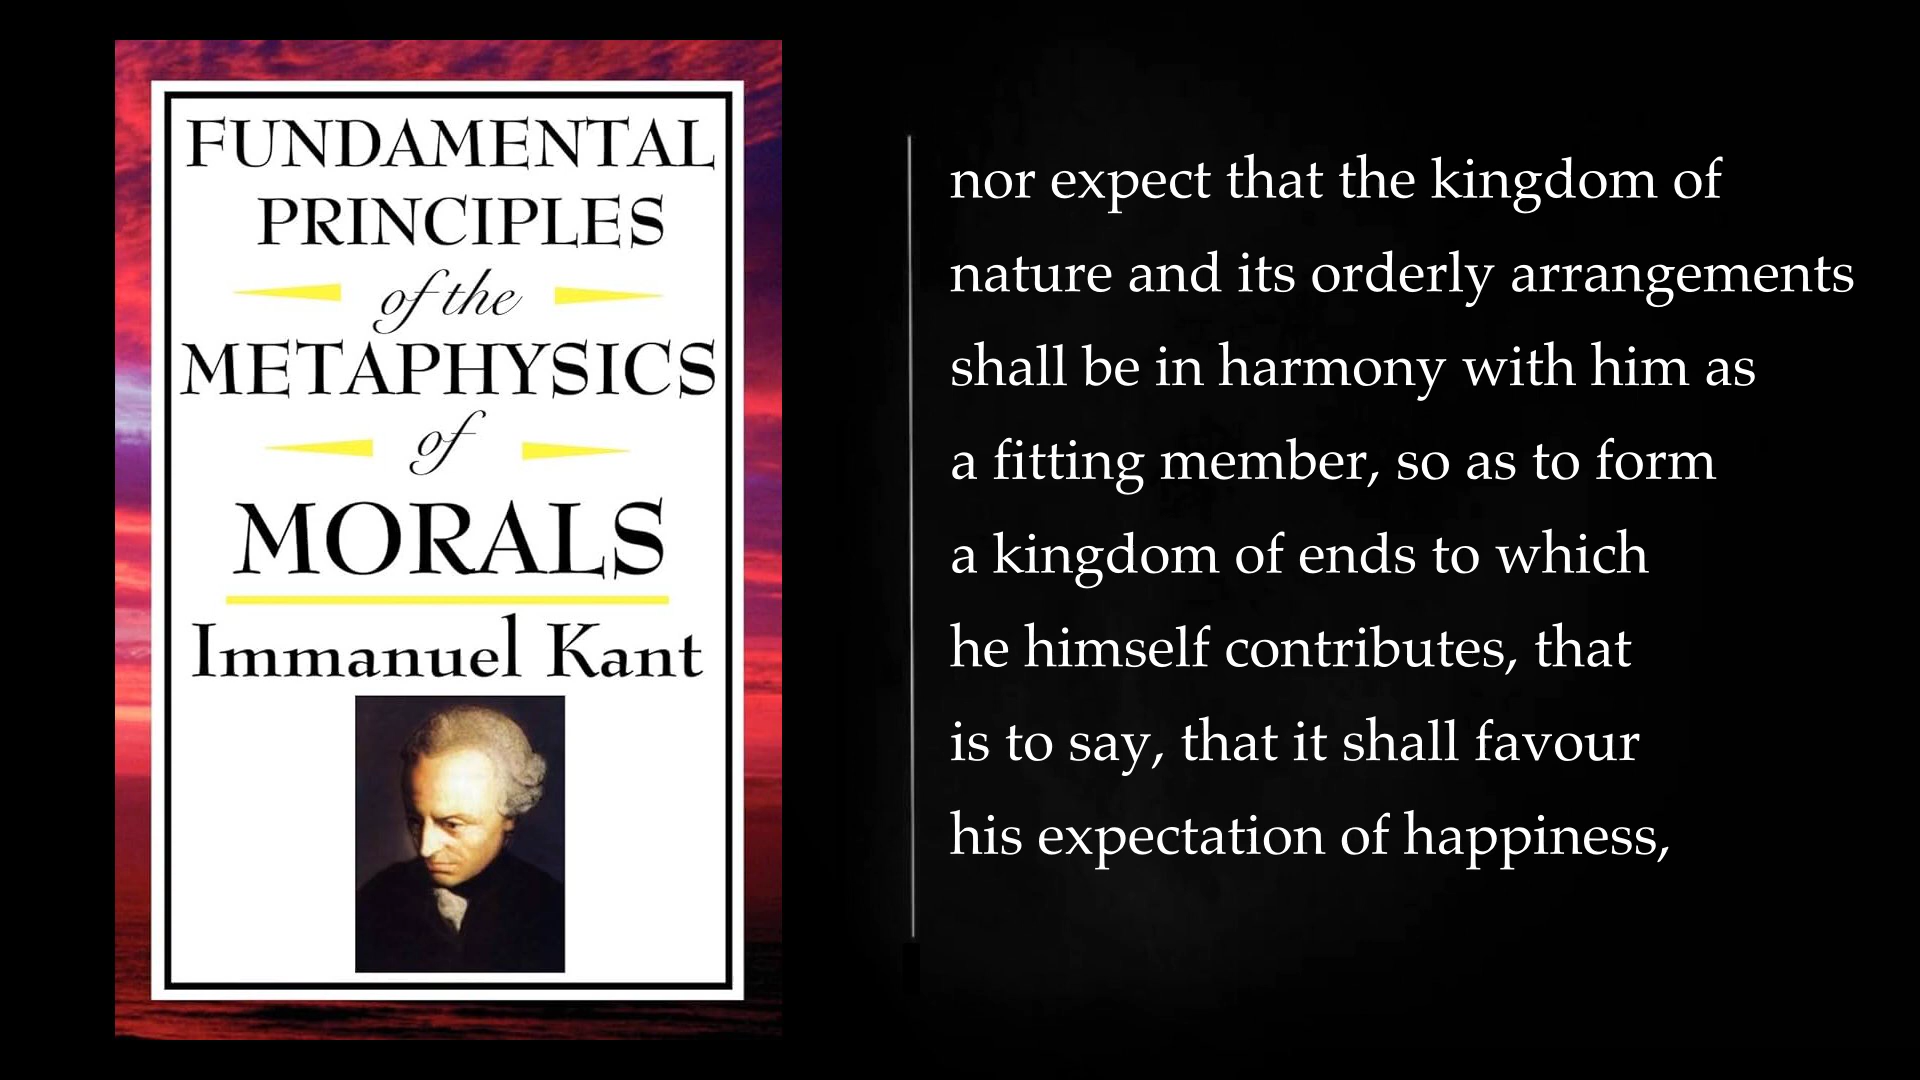 FUNDAMENTAL
PRINCIPLES
of the
METAPHYSICS
of
MORALS
Immanuel Kant
nor expect that the kingdom of
nature and its orderly arrangements
shall be in harmony with him as
a fitting member, so as to form
a kingdom of ends to which
he himself contributes, that
is to say, that it shall favour
his expectation of happiness,